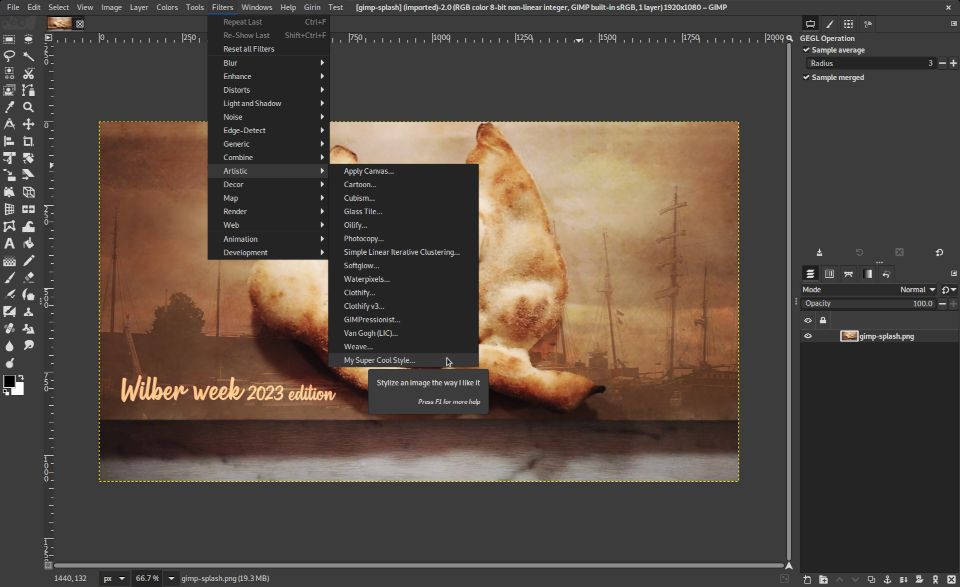 File Edit Select View Image Layer Colors Tools Filters Windows Help Girin Test [gimp-splash] (imported)-2.0 (RGB color 8-bit non-linear integer, GIMP built-in sRGB, 1 layer) 1920x1080 – GIMP
Repeat Last Ctrl+F
Re-Show Last Shift+Ctrl+F
Reset all Filters
Blur
Enhance
Distorts
Light and Shadow
Noise
Edge-Detect
Generic
Combine
Artistic
Decor
Map
Render
Web
Animation
Development
Apply Canvas...
Cartoon...
Cubism...
Glass Tile...
Oilify...
Photocopy...
Simple Linear Iterative Clustering...
Softglow...
Waterpixels...
Clothify...
Clothify v3...
GIMPressionist...
Van Gogh (LIC)...
Weave...
My Super Cool Style...
Stylize an image the way I like it
Press F1 for more help
0 250 750 1000 1250 1500 1750 2000
0
250
500
750
1000
Wilber week 2023 edition
GEGL Operation
Sample average
Radius 3
Sample merged
Mode Normal
Opacity 100.0
gimp-splash.png
1440, 132 px 66.7 % gimp-splash.png (19.3 MB)